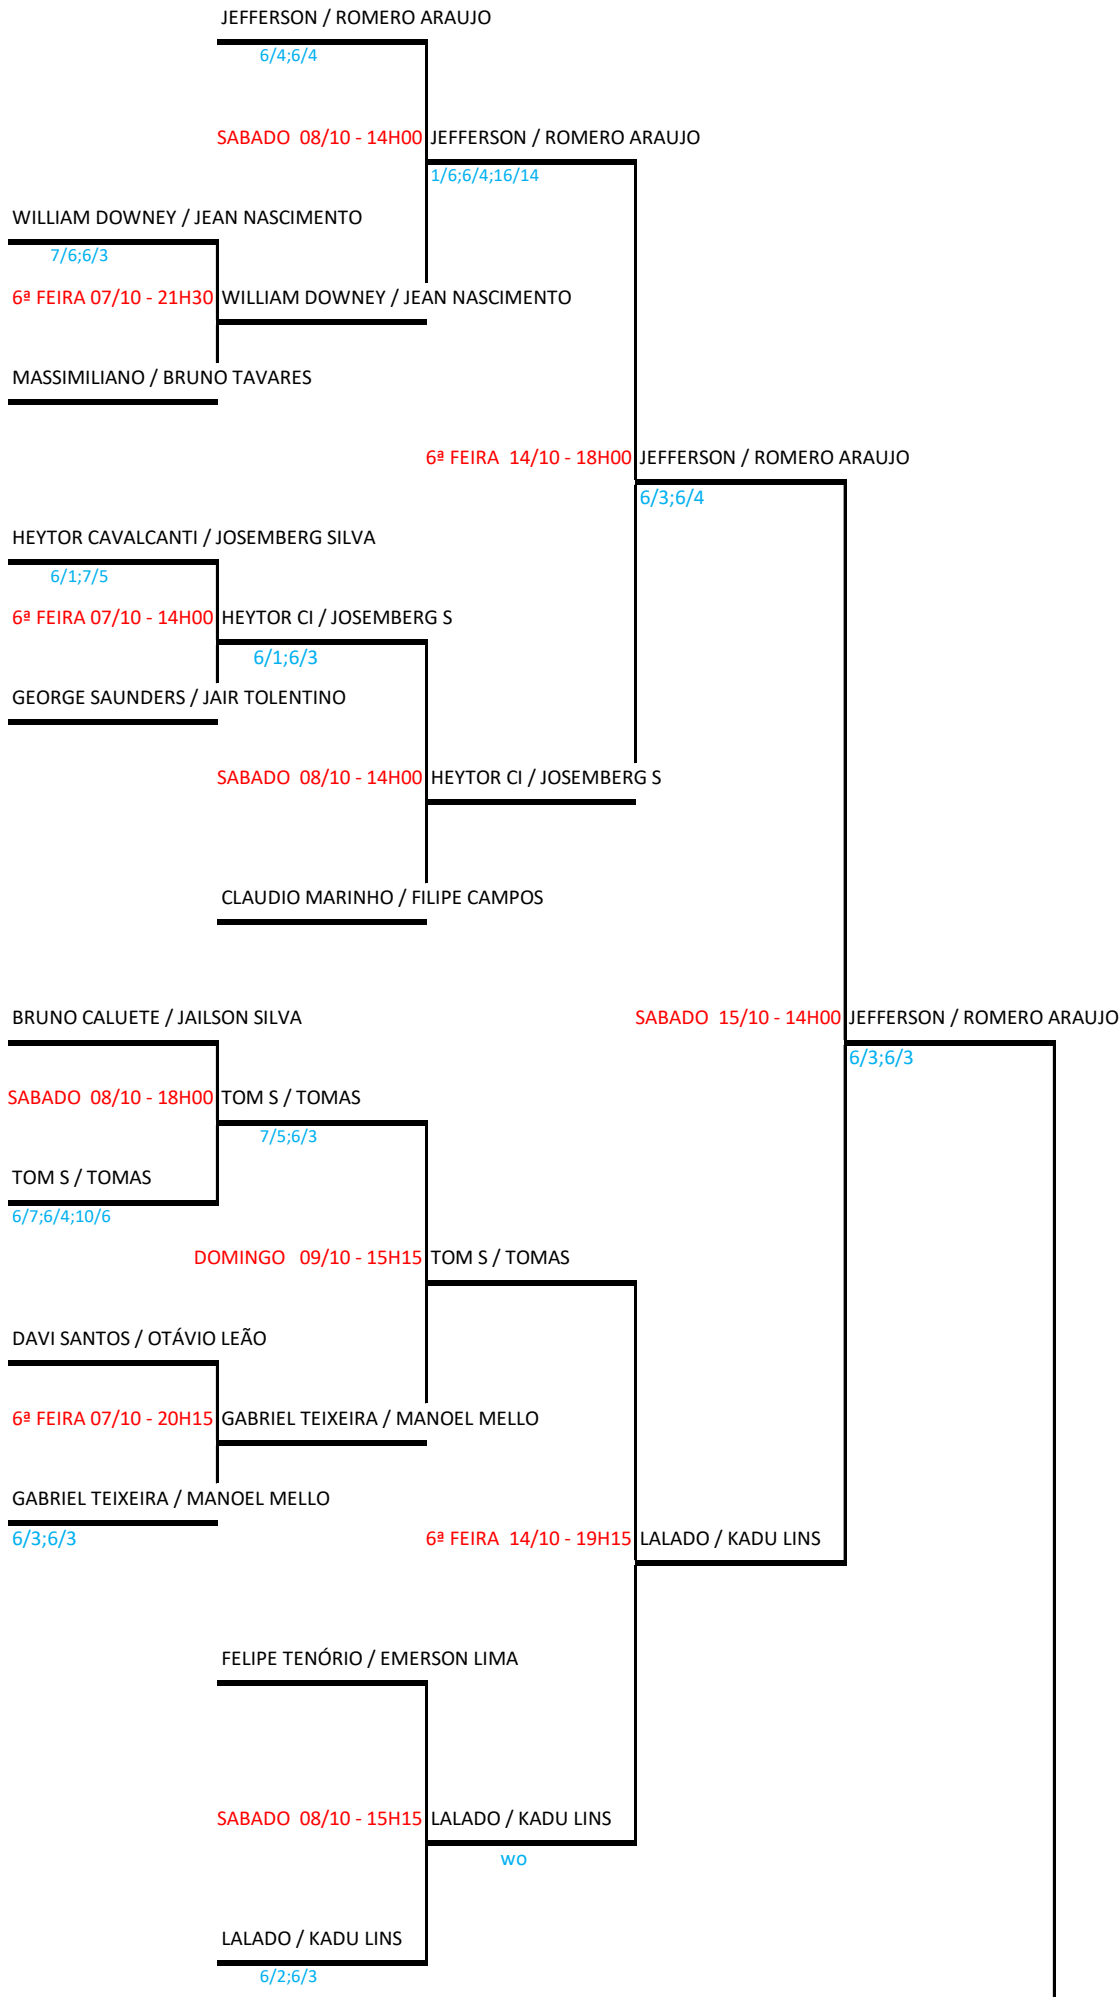 JEFFERSON / ROMERO ARAUJO
6/4;6/4
SABADO 08/10 - 14H00 JEFFERSON / ROMERO ARAUJO
1/6;6/4;16/14
WILLIAM DOWNEY / JEAN NASCIMENTO
7/6;6/3
6ª FEIRA 07/10 - 21H30 WILLIAM DOWNEY / JEAN NASCIMENTO
MASSIMILIANO / BRUNO TAVARES
6ª FEIRA 14/10 - 18H00 JEFFERSON / ROMERO ARAUJO
6/3;6/4
HEYTOR CAVALCANTI / JOSEMBERG SILVA
6/1;7/5
6ª FEIRA 07/10 - 14H00 HEYTOR CI / JOSEMBERG S
6/1;6/3
GEORGE SAUNDERS / JAIR TOLENTINO
SABADO 08/10 - 14H00 HEYTOR CI / JOSEMBERG S
CLAUDIO MARINHO / FILIPE CAMPOS
BRUNO CALUETE / JAILSON SILVA SABADO 15/10 - 14H00 JEFFERSON / ROMERO ARAUJO
6/3;6/3
SABADO 08/10 - 18H00 TOM S / TOMAS
7/5;6/3
TOM S / TOMAS
6/7;6/4;10/6
DOMINGO 09/10 - 15H15 TOM S / TOMAS
DAVI SANTOS / OTÁVIO LEÃO
6ª FEIRA 07/10 - 20H15 GABRIEL TEIXEIRA / MANOEL MELLO
GABRIEL TEIXEIRA / MANOEL MELLO
6/3;6/3 6ª FEIRA 14/10 - 19H15 LALADO / KADU LINS
FELIPE TENÓRIO / EMERSON LIMA
SABADO 08/10 - 15H15 LALADO / KADU LINS
wo
LALADO / KADU LINS
6/2;6/3